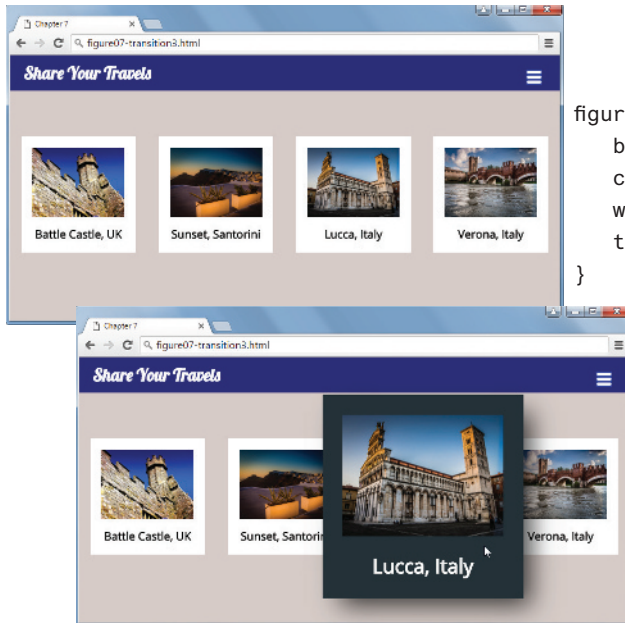 Chapter 7
figure07-transition3.html
Share Your Travels
Battle Castle, UK
Sunset, Santorini
Lucca, Italy
Verona, Italy
figur
b
c
w
t
}
Chapter 7
figure07-transition3.html
Share Your Travels
Battle Castle, UK
Sunset, Santorin
Lucca, Italy
Verona, Italy